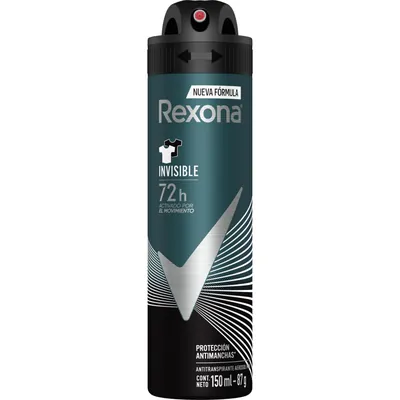 NUEVA FÓRMULA
Rexona
INVISIBLE
72h
ACTIVADO POR
EL MOVIMIENTO
PROTECCIÓN
ANTIMANCHAS*
ANTITRANSPIRANTE AEROSOL
CONT. NETO 150 ml - 87 g